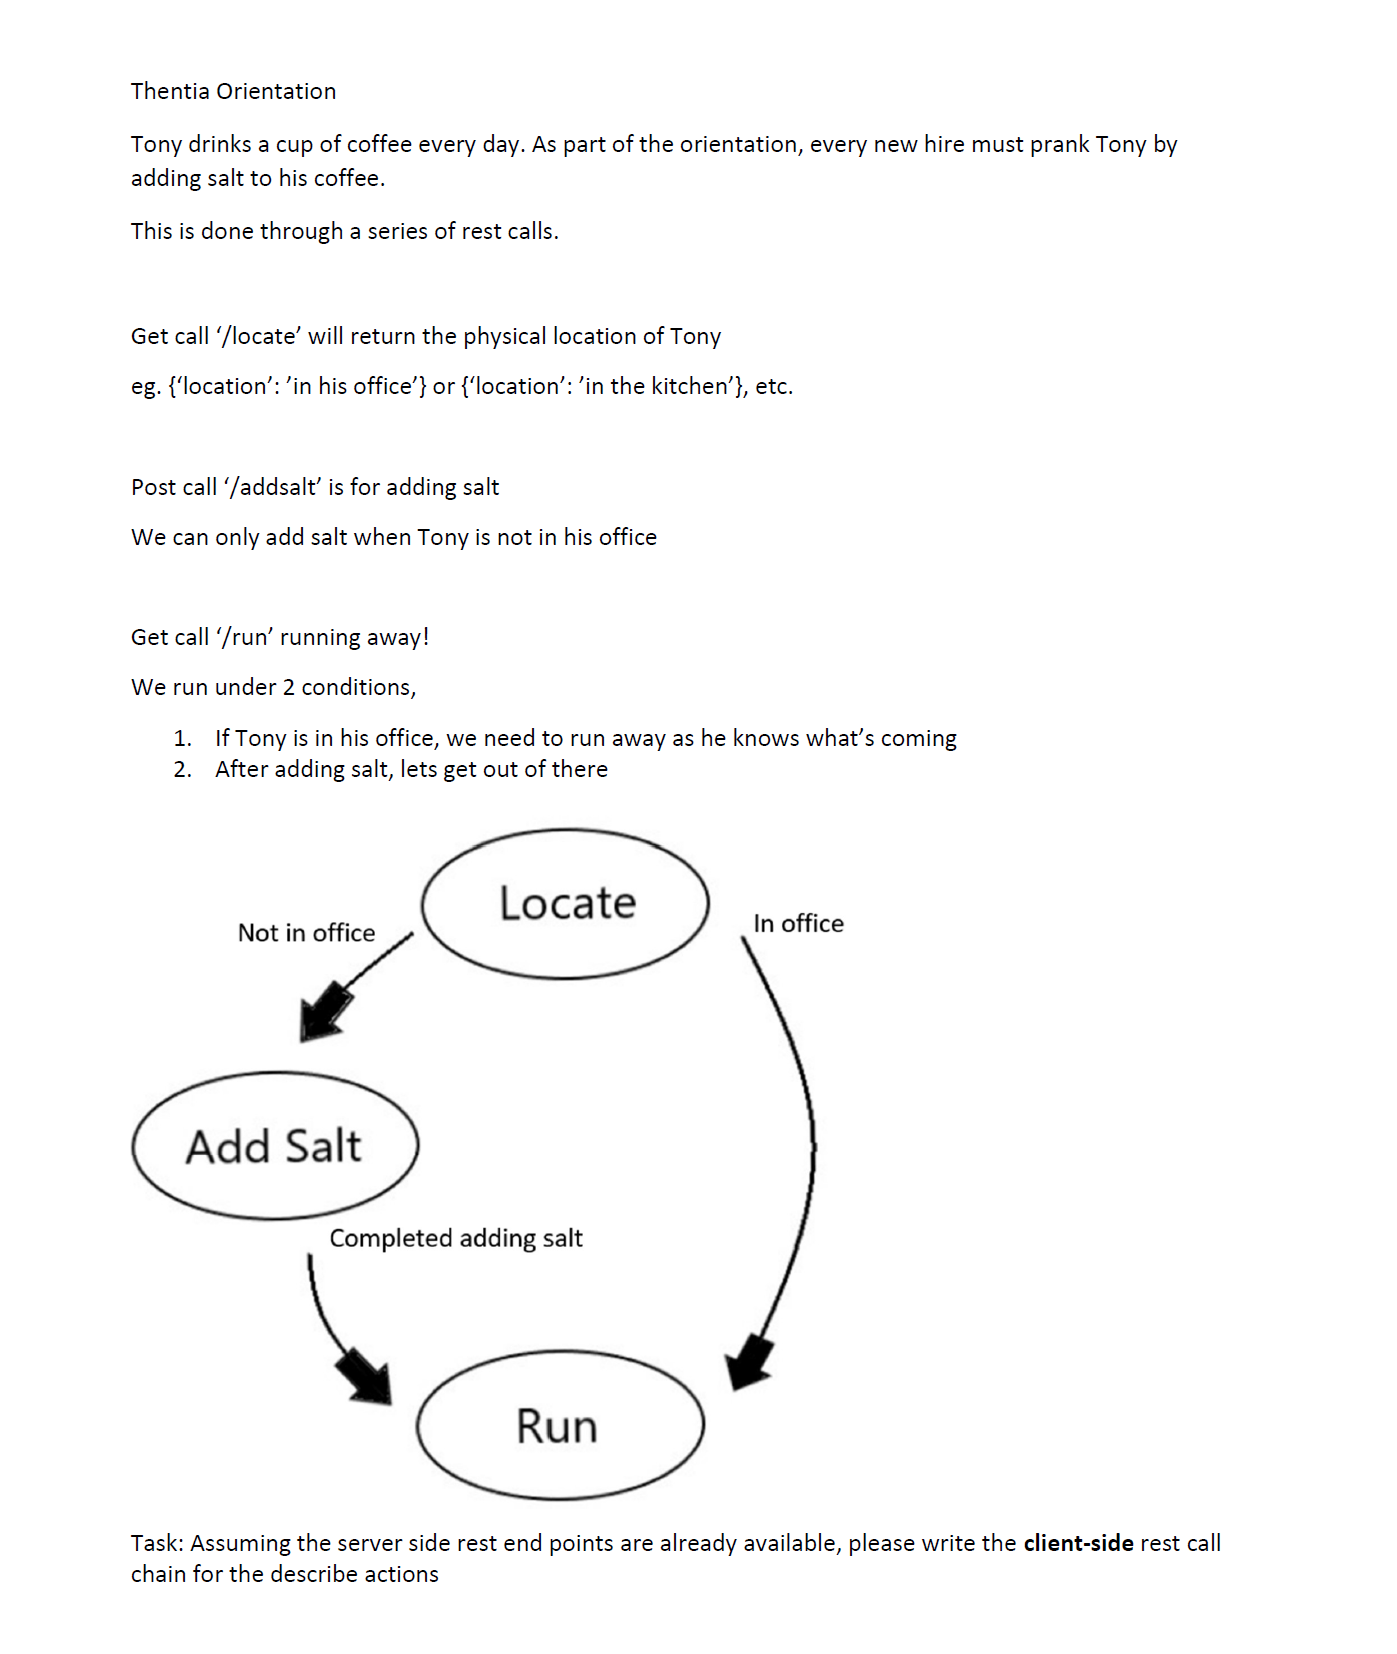 Thentia Orientation
Tony drinks a cup of coffee every day. As part of the orientation, every new hire must prank Tony by
adding salt to his coffee.
This is done through a series of rest calls.
Get call ‘/locate’ will return the physical location of Tony
eg. {‘location’: ’in his office’} or {‘location’: ’in the kitchen’}, etc.
Post call ‘/addsalt’ is for adding salt
We can only add salt when Tony is not in his office
Get call ‘/run’ running away!
We run under 2 conditions,
1. If Tony is in his office, we need to run away as he knows what’s coming
2. After adding salt, lets get out of there
Locate
Not in office
In office
Add Salt
Completed adding salt
Run
Task: Assuming the server side rest end points are already available, please write the client-side rest call
chain for the describe actions